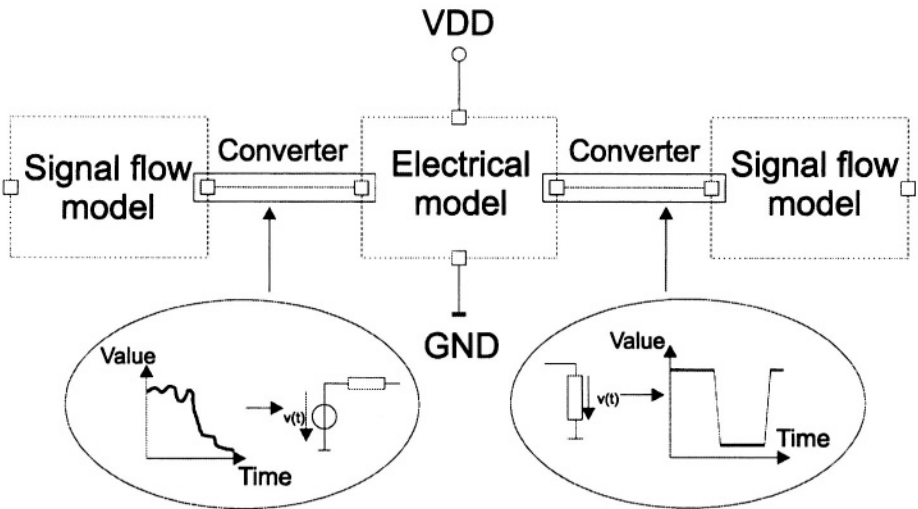 VDD
Signal flow
model
Converter
Electrical
model
Converter
Signal flow
model
GND
Value
v(t)
Time
Value
v(t)
Time